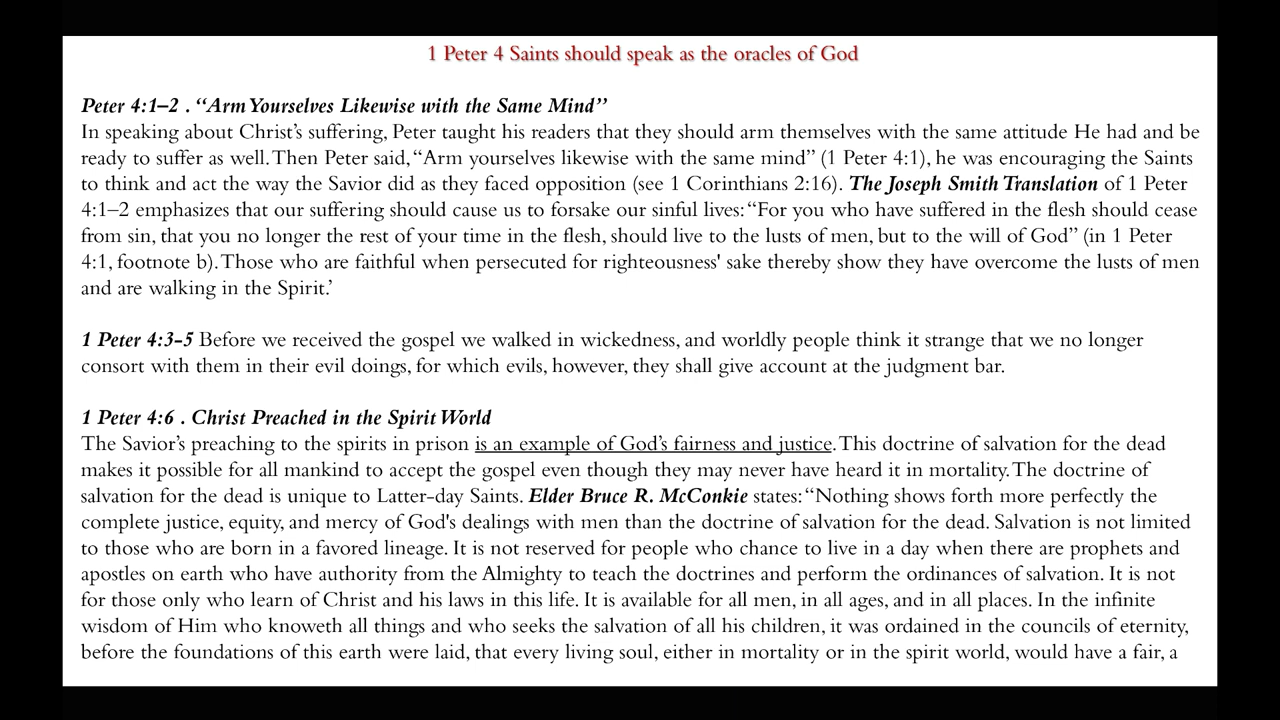 1 Peter 4 Saints should speak as the oracles of God
Peter 4:1–2 . “Arm Yourselves Likewise with the Same Mind”
In speaking about Christ’s suffering, Peter taught his readers that they should arm themselves with the same attitude He had and be
ready to suffer as well. Then Peter said, “Arm yourselves likewise with the same mind” (1 Peter 4:1), he was encouraging the Saints
to think and act the way the Savior did as they faced opposition (see 1 Corinthians 2:16). The Joseph Smith Translation of 1 Peter
4:1–2 emphasizes that our suffering should cause us to forsake our sinful lives: “For you who have suffered in the flesh should cease
from sin, that you no longer the rest of your time in the flesh, should live to the lusts of men, but to the will of God” (in 1 Peter
4:1, footnote b). Those who are faithful when persecuted for righteousness' sake thereby show they have overcome the lusts of men
and are walking in the Spirit.’
1 Peter 4:3-5 Before we received the gospel we walked in wickedness, and worldly people think it strange that we no longer
consort with them in their evil doings, for which evils, however, they shall give account at the judgment bar.
1 Peter 4:6 . Christ Preached in the Spirit World
The Savior’s preaching to the spirits in prison is an example of God’s fairness and justice. This doctrine of salvation for the dead
makes it possible for all mankind to accept the gospel even though they may never have heard it in mortality. The doctrine of
salvation for the dead is unique to Latter-day Saints. Elder Bruce R. McConkie states: “Nothing shows forth more perfectly the
complete justice, equity, and mercy of God's dealings with men than the doctrine of salvation for the dead. Salvation is not limited
to those who are born in a favored lineage. It is not reserved for people who chance to live in a day when there are prophets and
apostles on earth who have authority from the Almighty to teach the doctrines and perform the ordinances of salvation. It is not
for those only who learn of Christ and his laws in this life. It is available for all men, in all ages, and in all places. In the infinite
wisdom of Him who knoweth all things and who seeks the salvation of all his children, it was ordained in the councils of eternity,
before the foundations of this earth were laid, that every living soul, either in mortality or in the spirit world, would have a fair, a